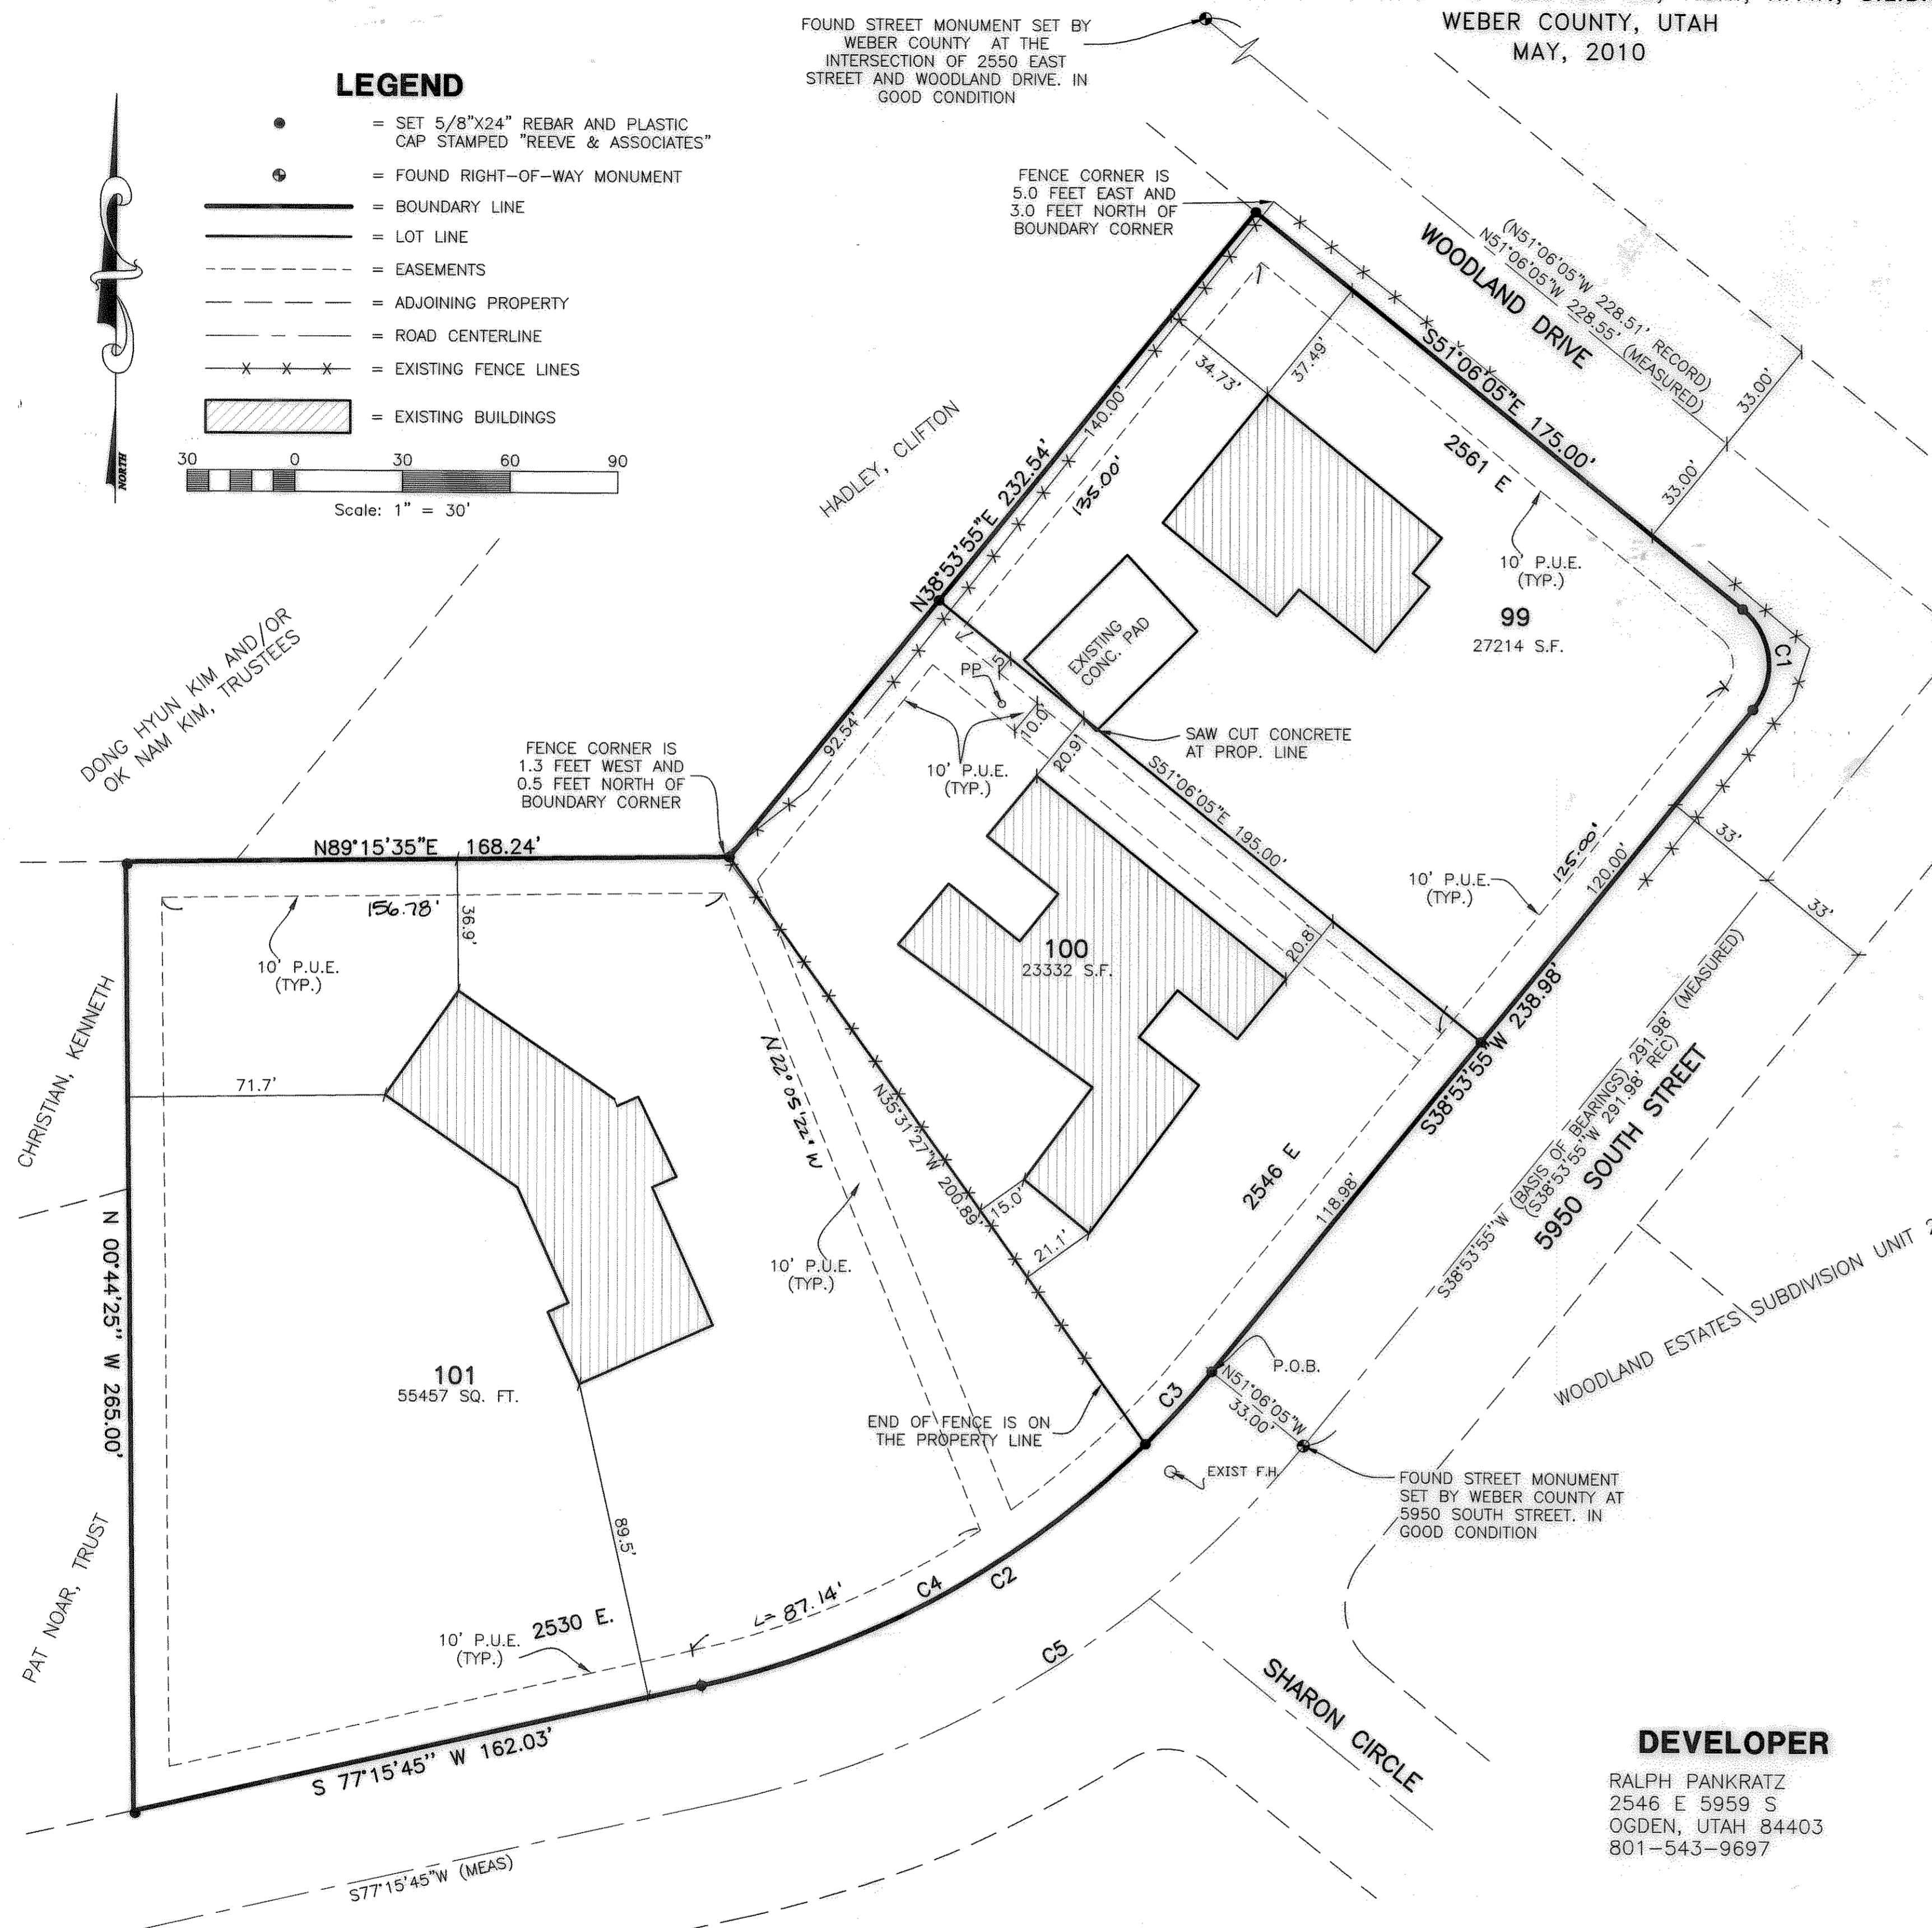 WEBER COUNTY, UTAH
MAY, 2010
FOUND STREET MONUMENT SET BY
WEBER COUNTY AT THE
INTERSECTION OF 2550 EAST
STREET AND WOODLAND DRIVE. IN
GOOD CONDITION
LEGEND
= SET 5/8"X24" REBAR AND PLASTIC
CAP STAMPED "REEVE & ASSOCIATES"
= FOUND RIGHT-OF-WAY MONUMENT
= BOUNDARY LINE
= LOT LINE
= EASEMENTS
= ADJOINING PROPERTY
= ROAD CENTERLINE
= EXISTING FENCE LINES
= EXISTING BUILDINGS
30 0 30 60 90
Scale: 1" = 30'
NORTH
FENCE CORNER IS
5.0 FEET EAST AND
3.0 FEET NORTH OF
BOUNDARY CORNER
WOODLAND DRIVE
(N51°06'05"W 228.51' RECORD)
N51°06'05"W 228.55' (MEASURED)
S51°06'05"E 175.00'
33.00'
33.00'
34.73'
37.49'
140.00'
135.00'
N38°53'55"E 232.54'
HADLEY, CLIFTON
2561 E
10' P.U.E.
(TYP.)
99
27214 S.F.
C1
EXISTING
CONC. PAD
PP
5'
10.0'
20.9'
10' P.U.E.
(TYP.)
SAW CUT CONCRETE
AT PROP. LINE
S51°06'05"E 195.00'
92.54'
DONG HYUN KIM AND/OR
OK NAM KIM, TRUSTEES
FENCE CORNER IS
1.3 FEET WEST AND
0.5 FEET NORTH OF
BOUNDARY CORNER
N89°15'35"E 168.24'
156.78'
36.9'
10' P.U.E.
(TYP.)
10' P.U.E.
(TYP.)
125.00'
120.00'
33'
33'
100
23332 S.F.
20.8'
S38°53'55"W 238.98'
S38°53'55"W (BASIS OF BEARINGS) 291.98' (MEASURED)
(S38°53'55"W 291.98' REC)
5950 SOUTH STREET
CHRISTIAN, KENNETH
71.7'
N22°05'22"W
N35°31'27"W 200.89'
15.0'
21.1'
2546 E
118.98'
WOODLAND ESTATES SUBDIVISION UNIT 2
10' P.U.E.
(TYP.)
N 00°44'25" W 265.00'
101
55457 SQ. FT.
P.O.B.
N51°06'05"W
33.00'
C3
END OF FENCE IS ON
THE PROPERTY LINE
EXIST F.H.
FOUND STREET MONUMENT
SET BY WEBER COUNTY AT
5950 SOUTH STREET. IN
GOOD CONDITION
PAT NOAR, TRUST
89.5'
C4
C2
L= 87.14'
2530 E.
10' P.U.E.
(TYP.)
C5
SHARON CIRCLE
S 77°15'45" W 162.03'
S77°15'45"W (MEAS)
DEVELOPER
RALPH PANKRATZ
2546 E 5959 S
OGDEN, UTAH 84403
801-543-9697